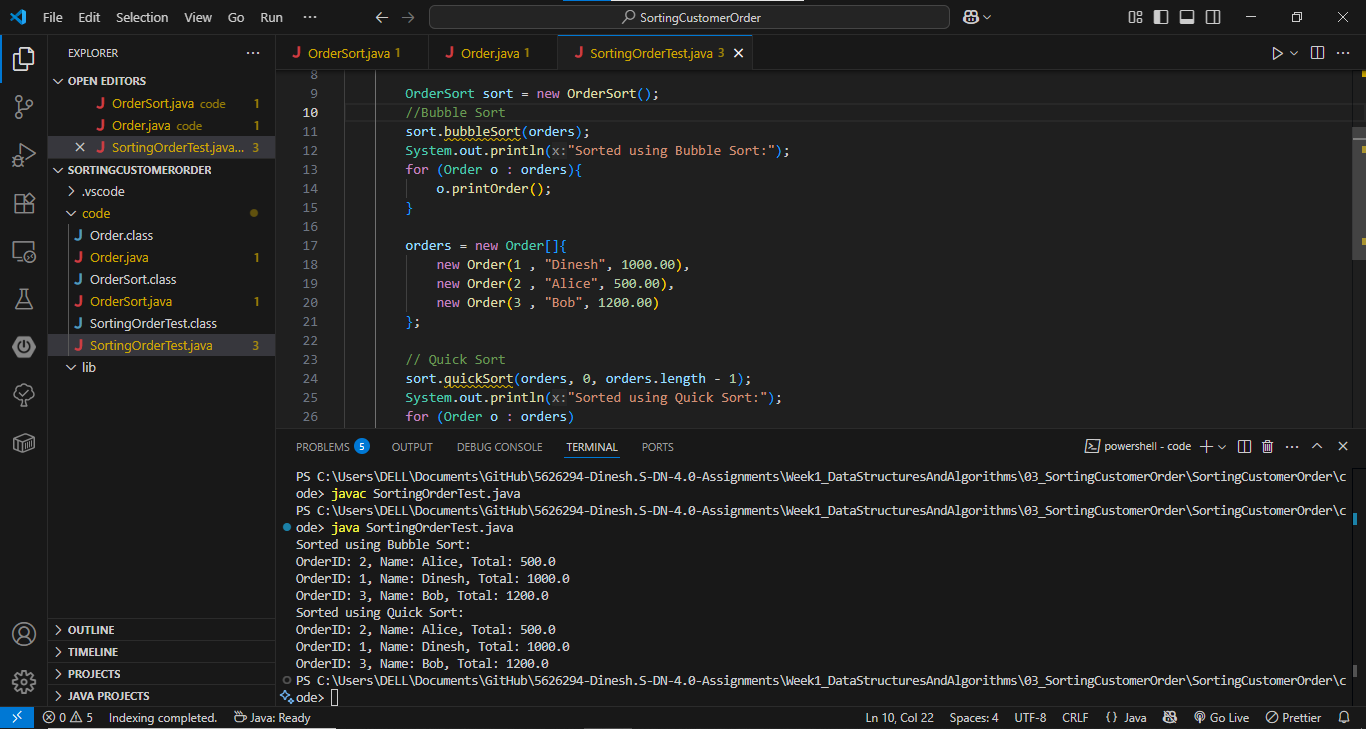 File Edit Selection View Go Run ··· SortingCustomerOrder
EXPLORER ···
OPEN EDITORS
OrderSort.java code 1
Order.java code 1
SortingOrderTest.java... 3
SORTINGCUSTOMERORDER
.vscode
code
Order.class
Order.java 1
OrderSort.class
OrderSort.java 1
SortingOrderTest.class
SortingOrderTest.java 3
lib
OUTLINE
TIMELINE
PROJECTS
JAVA PROJECTS
OrderSort.java 1 Order.java 1 SortingOrderTest.java 3
8
9 OrderSort sort = new OrderSort();
10 //Bubble Sort
11 sort.bubbleSort(orders);
12 System.out.println(x:"Sorted using Bubble Sort:");
13 for (Order o : orders){
14 o.printOrder();
15 }
16
17 orders = new Order[]{
18 new Order(1 , "Dinesh", 1000.00),
19 new Order(2 , "Alice", 500.00),
20 new Order(3 , "Bob", 1200.00)
21 };
22
23 // Quick Sort
24 sort.quickSort(orders, 0, orders.length - 1);
25 System.out.println(x:"Sorted using Quick Sort:");
26 for (Order o : orders)
PROBLEMS 5 OUTPUT DEBUG CONSOLE TERMINAL PORTS powershell - code
PS C:\Users\DELL\Documents\GitHub\5626294-Dinesh.S-DN-4.0-Assignments\Week1_DataStructuresAndAlgorithms\03_SortingCustomerOrder\SortingCustomerOrder\c
ode> javac SortingOrderTest.java
PS C:\Users\DELL\Documents\GitHub\5626294-Dinesh.S-DN-4.0-Assignments\Week1_DataStructuresAndAlgorithms\03_SortingCustomerOrder\SortingCustomerOrder\c
ode> java SortingOrderTest.java
Sorted using Bubble Sort:
OrderID: 2, Name: Alice, Total: 500.0
OrderID: 1, Name: Dinesh, Total: 1000.0
OrderID: 3, Name: Bob, Total: 1200.0
Sorted using Quick Sort:
OrderID: 2, Name: Alice, Total: 500.0
OrderID: 1, Name: Dinesh, Total: 1000.0
OrderID: 3, Name: Bob, Total: 1200.0
PS C:\Users\DELL\Documents\GitHub\5626294-Dinesh.S-DN-4.0-Assignments\Week1_DataStructuresAndAlgorithms\03_SortingCustomerOrder\SortingCustomerOrder\c
ode>
0 5 Indexing completed. Java: Ready Ln 10, Col 22 Spaces: 4 UTF-8 CRLF {} Java Go Live Prettier